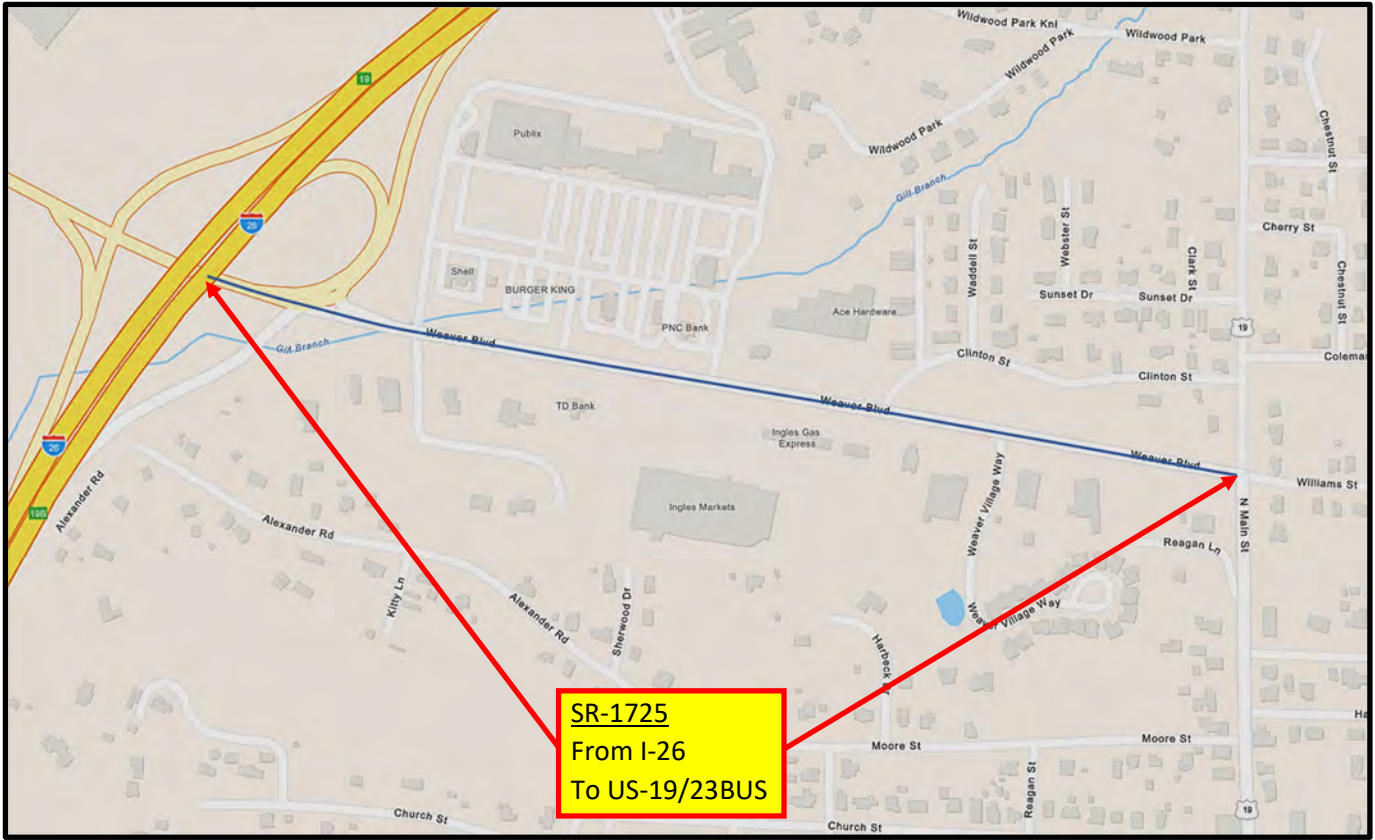 Wildwood Park Knl
Wildwood Park
Wildwood Park
19
Chestnut St
Publix
Wildwood Park
Gill Branch
26
Waddell St
Webster St
Cherry St
Clark St
Chestnut St
Shell
BURGER KING
Sunset Dr
Sunset Dr
Ace Hardware
PNC Bank
19
Weaver Blvd
Gill Branch
Clinton St
Colema
Clinton St
TD Bank
Weaver Blvd
Ingles Gas
Express
26
Weaver Blvd
Williams St
Alexander Rd
Ingles Markets
Weaver Village Way
N Main St
19B
Alexander Rd
Reagan Ln
Kitty Ln
Alexander Rd
Sherwood Dr
Weaver Village Way
Harbeck
SR-1725
From I-26
To US-19/23BUS
Ha
Moore St
Moore St
Reagan St
Church St
Church St
19